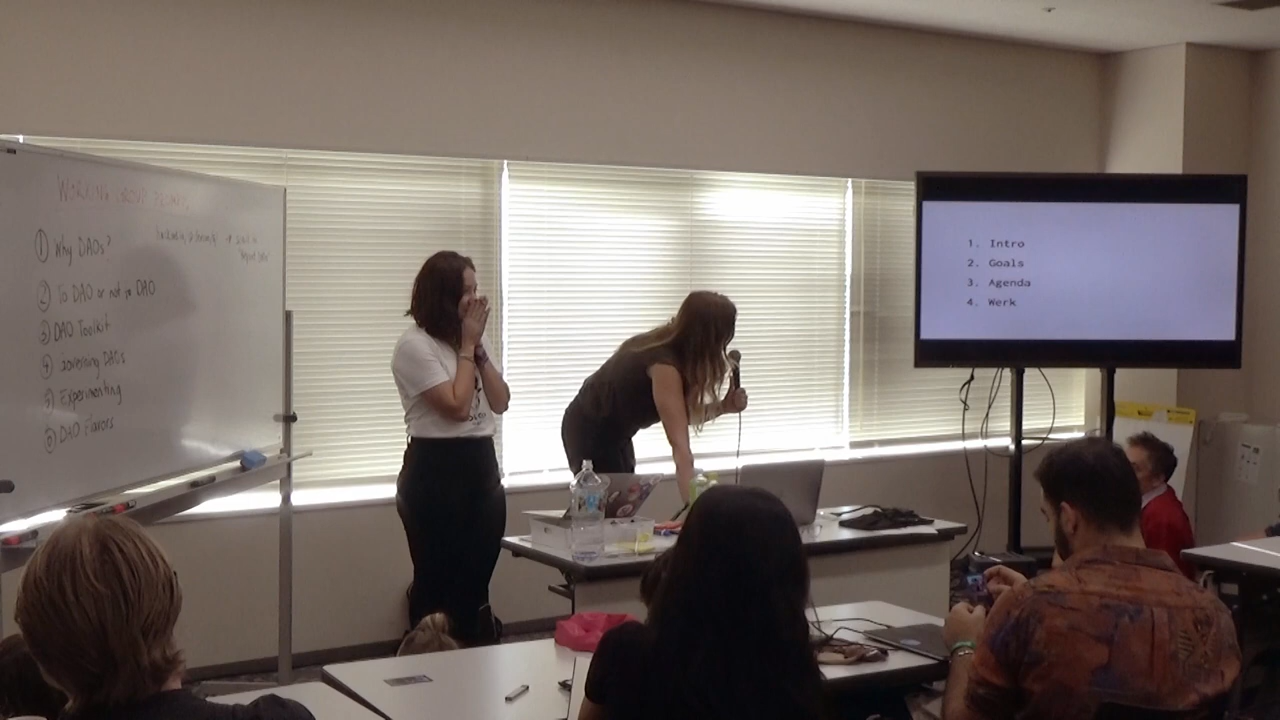 WORKING GROUP
① Why DAOs?
② To DAO or not to DAO
③ DAO Toolkit
④ Governing DAOs
⑤ Experimenting
⑥ DAO Flavors
1. Intro
2. Goals
3. Agenda
4. Werk